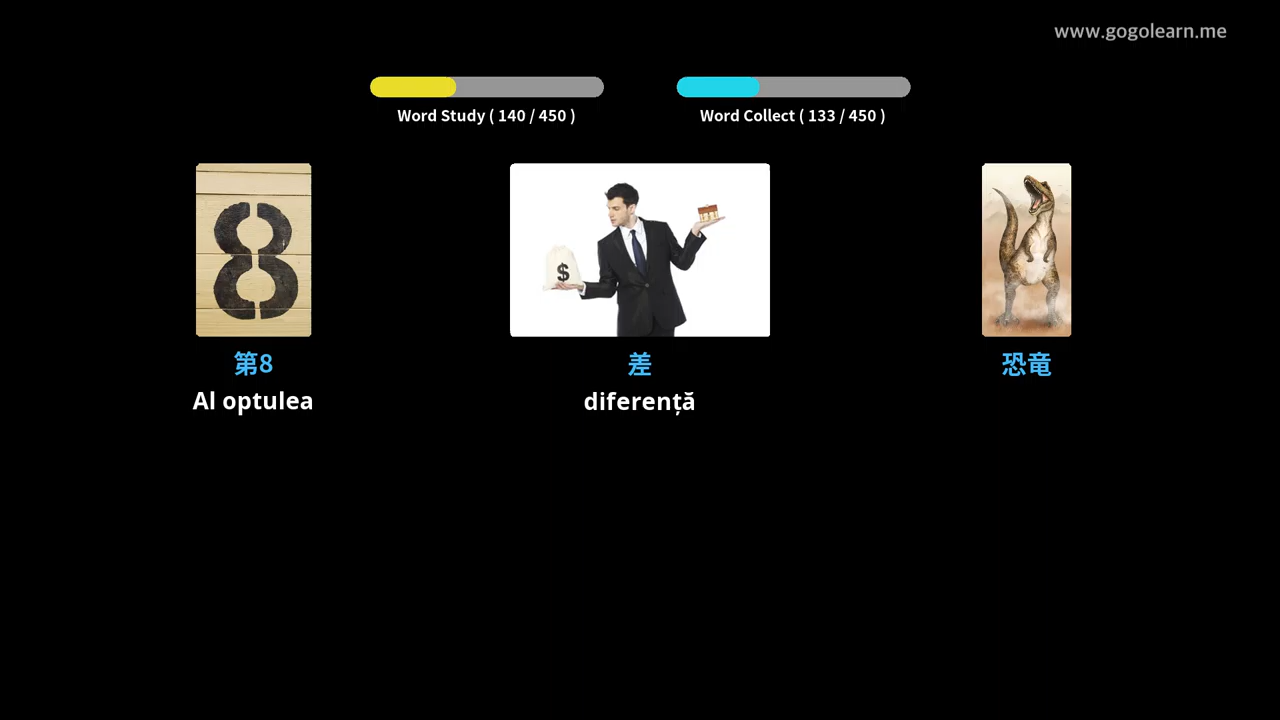 www.gogolearn.me
Word Study ( 140 / 450 )
Word Collect ( 133 / 450 )
8
$
第8
差
恐竜
Al optulea
diferență